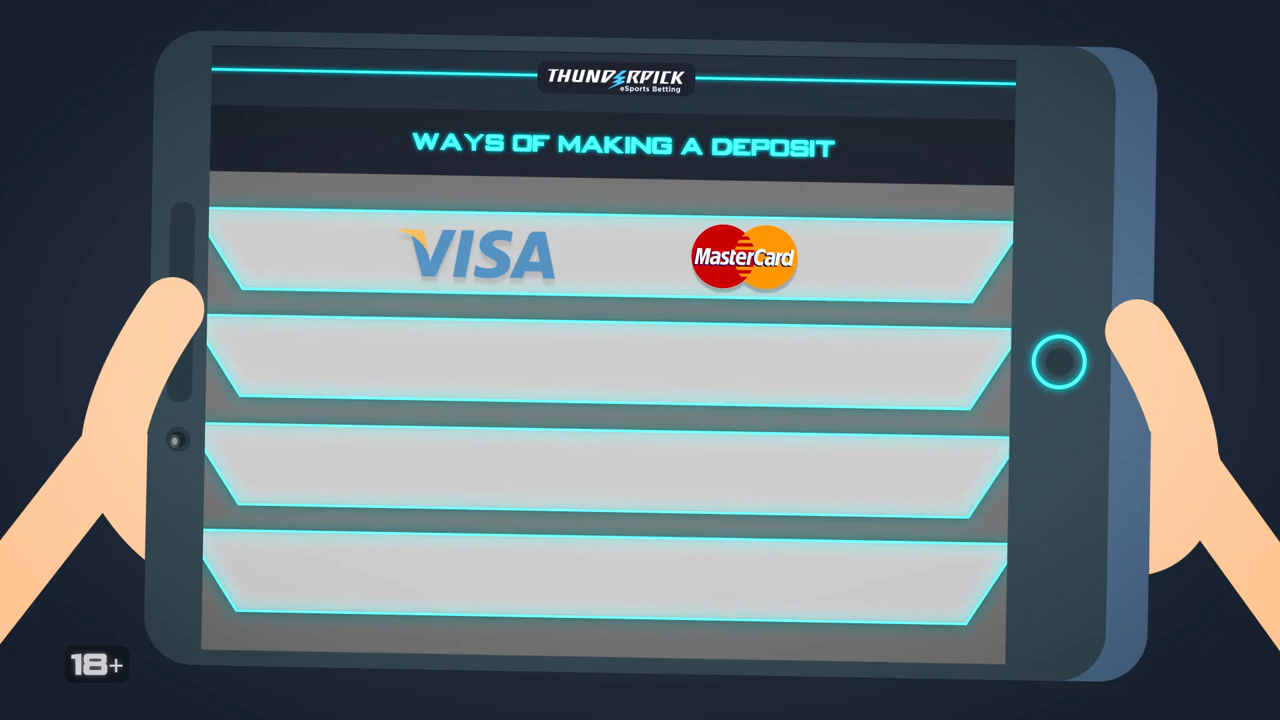 THUNDERPICK
eSports Betting
WAYS OF MAKING A DEPOSIT
VISA MasterCard
18+